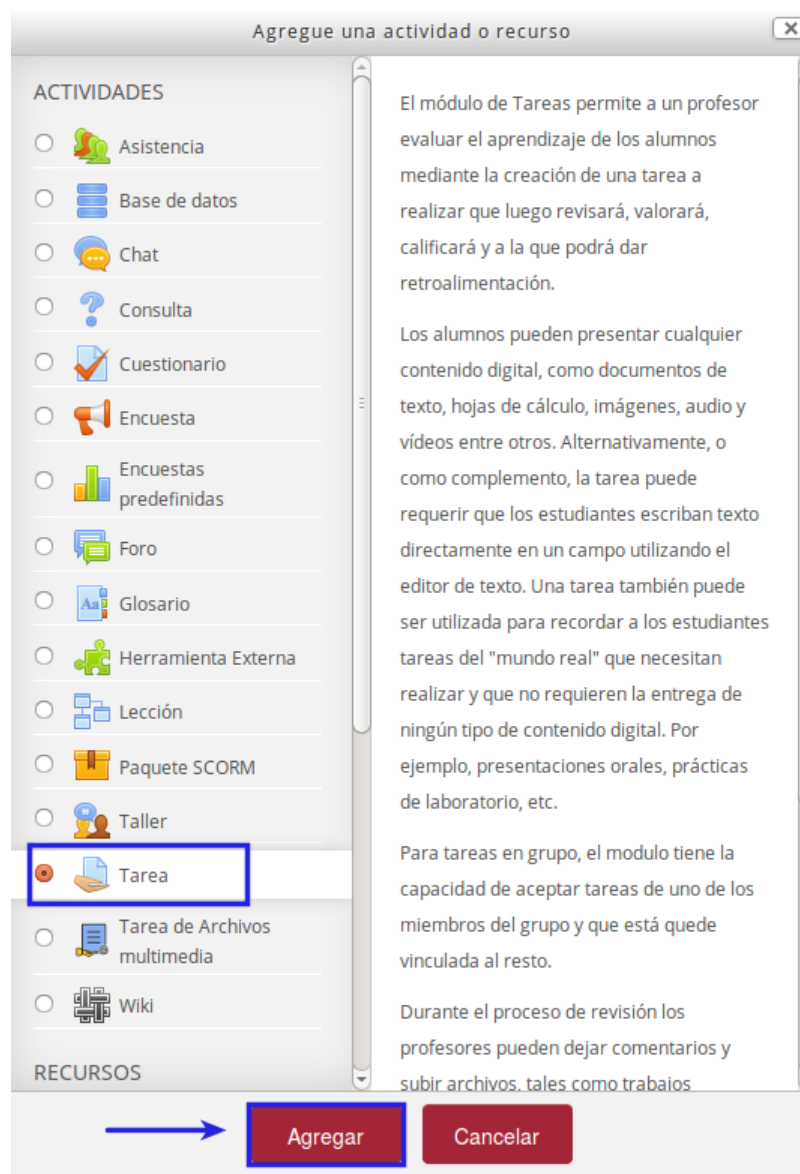 Agregue una actividad o recurso
ACTIVIDADES
Asistencia
Base de datos
Chat
Consulta
Cuestionario
Encuesta
Encuestas
predefinidas
Foro
Glosario
Herramienta Externa
Lección
Paquete SCORM
Taller
Tarea
Tarea de Archivos
multimedia
Wiki
RECURSOS
El módulo de Tareas permite a un profesor
evaluar el aprendizaje de los alumnos
mediante la creación de una tarea a
realizar que luego revisará, valorará,
calificará y a la que podrá dar
retroalimentación.
Los alumnos pueden presentar cualquier
contenido digital, como documentos de
texto, hojas de cálculo, imágenes, audio y
vídeos entre otros. Alternativamente, o
como complemento, la tarea puede
requerir que los estudiantes escriban texto
directamente en un campo utilizando el
editor de texto. Una tarea también puede
ser utilizada para recordar a los estudiantes
tareas del "mundo real" que necesitan
realizar y que no requieren la entrega de
ningún tipo de contenido digital. Por
ejemplo, presentaciones orales, prácticas
de laboratorio, etc.
Para tareas en grupo, el modulo tiene la
capacidad de aceptar tareas de uno de los
miembros del grupo y que está quede
vinculada al resto.
Durante el proceso de revisión los
profesores pueden dejar comentarios y
subir archivos, tales como trabajos
Agregar
Cancelar